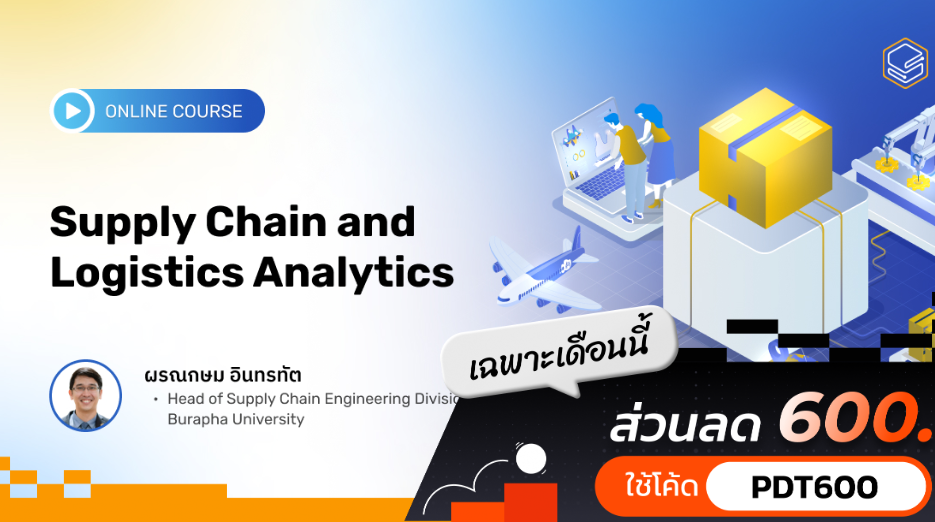 ONLINE COURSE
Supply Chain and
Logistics Analytics
ผรณกษม อินทรทัต
• Head of Supply Chain Engineering Divisio
Burapha University
เฉพาะเดือนนี้
ส่วนลด 600.
ใช้โค้ด PDT600